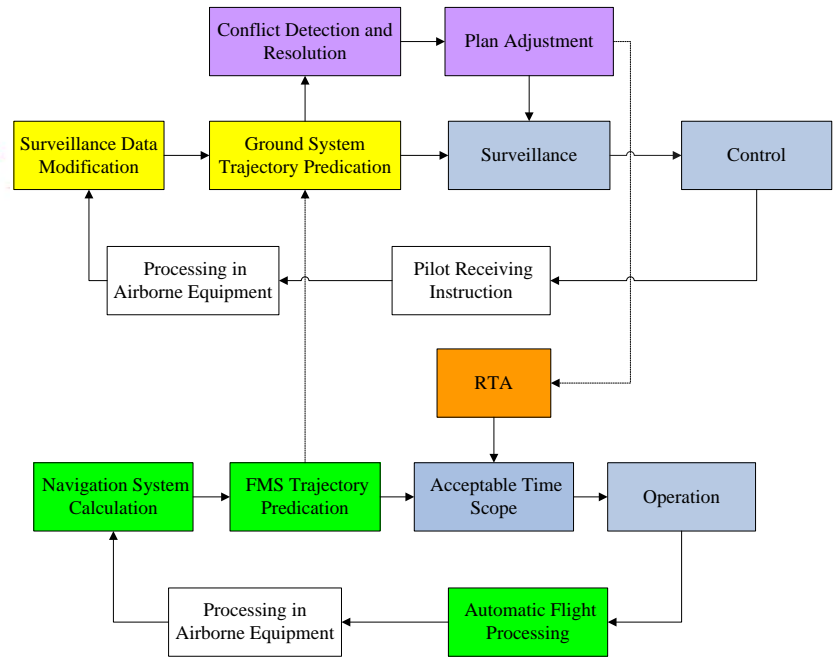 Conflict Detection and
Resolution
Plan Adjustment
Surveillance Data
Modification
Ground System
Trajectory Predication
Surveillance
Control
Processing in
Airborne Equipment
Pilot Receiving
Instruction
RTA
Navigation System
Calculation
FMS Trajectory
Predication
Acceptable Time
Scope
Operation
Processing in
Airborne Equipment
Automatic Flight
Processing